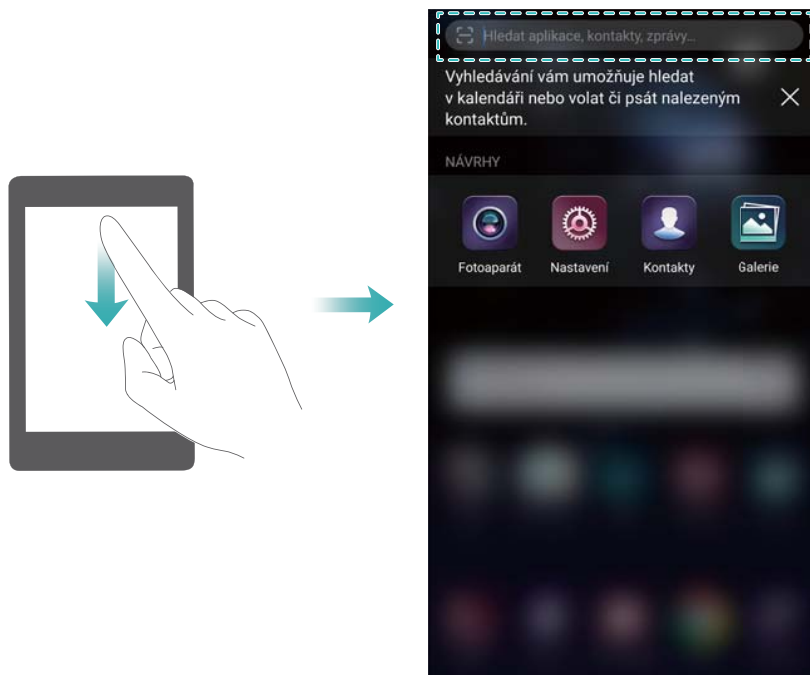 Hledat aplikace, kontakty, zprávy...
Vyhledávání vám umožňuje hledat
v kalendáři nebo volat či psát nalezeným
kontaktům.
NÁVRHY
Fotoaparát Nastavení Kontakty Galerie